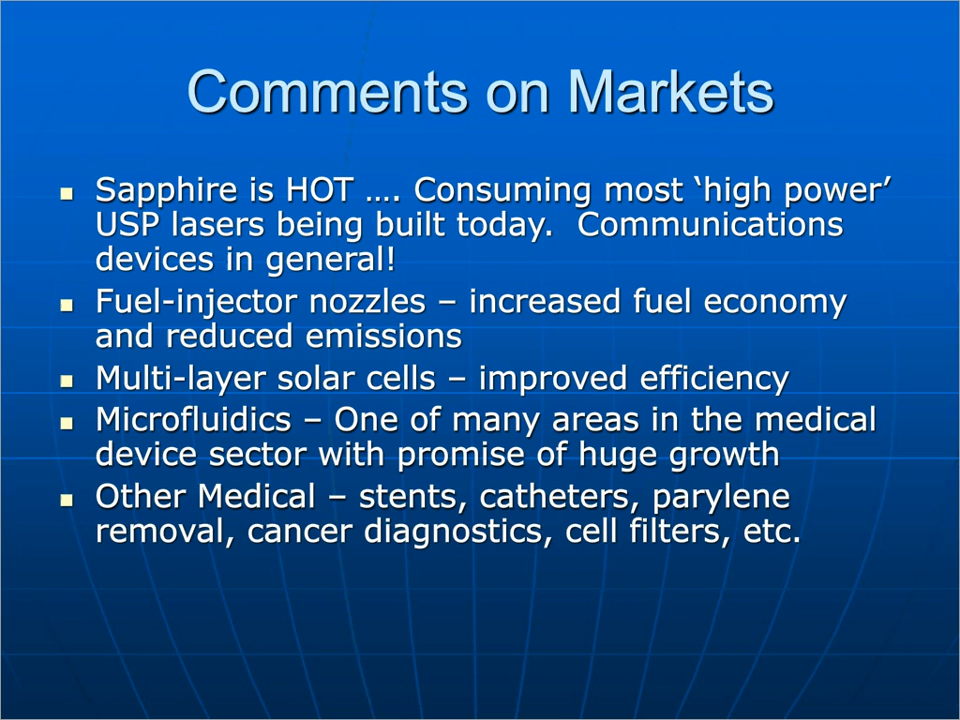 Comments on Markets
Sapphire is HOT …. Consuming most ‘high power’
USP lasers being built today.  Communications
devices in general!
Fuel-injector nozzles – increased fuel economy
and reduced emissions
Multi-layer solar cells – improved efficiency
Microfluidics – One of many areas in the medical
device sector with promise of huge growth
Other Medical – stents, catheters, parylene
removal, cancer diagnostics, cell filters, etc.